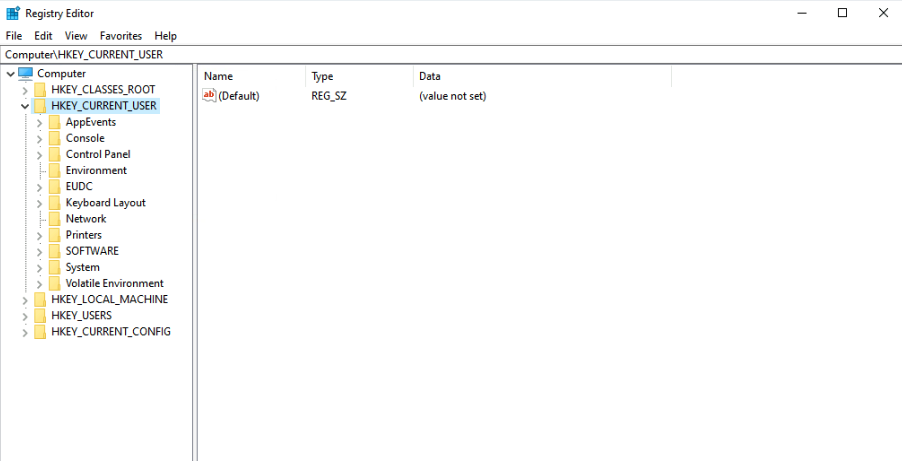 Registry Editor
File Edit View Favorites Help
Computer\HKEY_CURRENT_USER
Computer
HKEY_CLASSES_ROOT
HKEY_CURRENT_USER
AppEvents
Console
Control Panel
Environment
EUDC
Keyboard Layout
Network
Printers
SOFTWARE
System
Volatile Environment
HKEY_LOCAL_MACHINE
HKEY_USERS
HKEY_CURRENT_CONFIG
Name Type Data
ab (Default) REG_SZ (value not set)